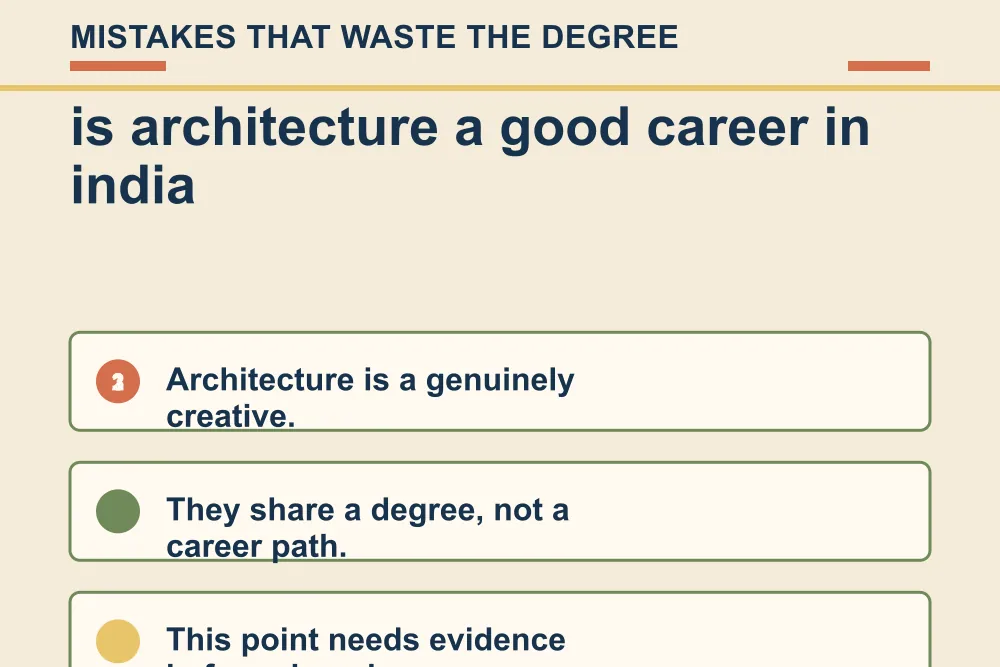 MISTAKES THAT WASTE THE DEGREE
is architecture a good career in
india
Architecture is a genuinely
creative.
They share a degree, not a
career path.
This point needs evidence